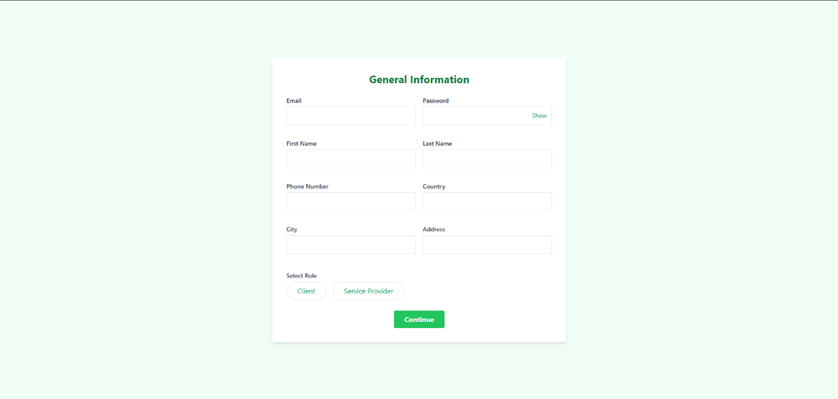 General Information
Email
Password
Show
First Name
Last Name
Phone Number
Country
City
Address
Select Role
Client
Service Provider
Continue